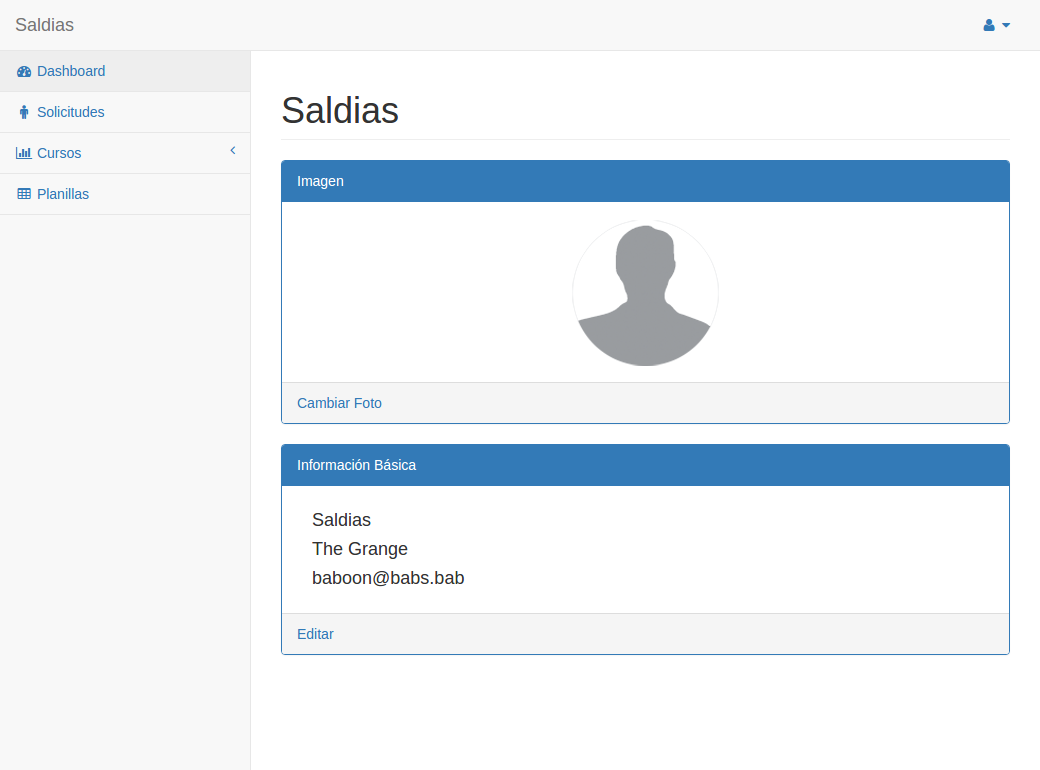 Saldias
Dashboard
Solicitudes
Cursos
Planillas
Saldias
Imagen
Cambiar Foto
Información Básica
Saldias
The Grange
baboon@babs.bab
Editar